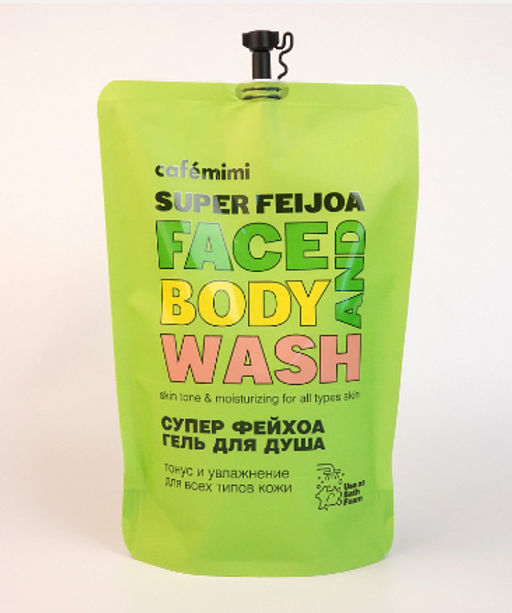 cafémimi
SUPER FEIJOA
FACE AND
BODY
WASH
skin tone & moisturizing for all types skin
СУПЕР ФЕЙХОА
ГЕЛЬ ДЛЯ ДУША
тонус и увлажнение
для всех типов кожи
Use as
Bath
Foam